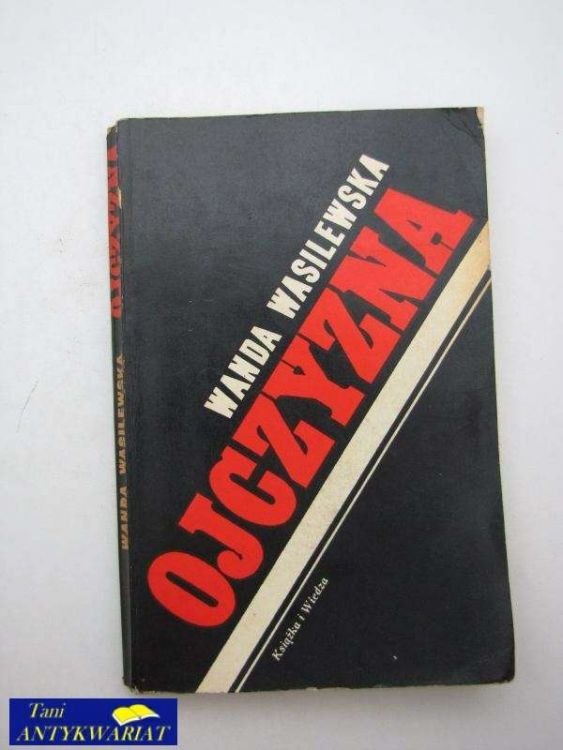 WANDA WASILEWSKA
OJCZYZNA
Książka i Wiedza
WANDA WASILEWSKA OJCZYZNA
Tani
ANTYKWARIAT